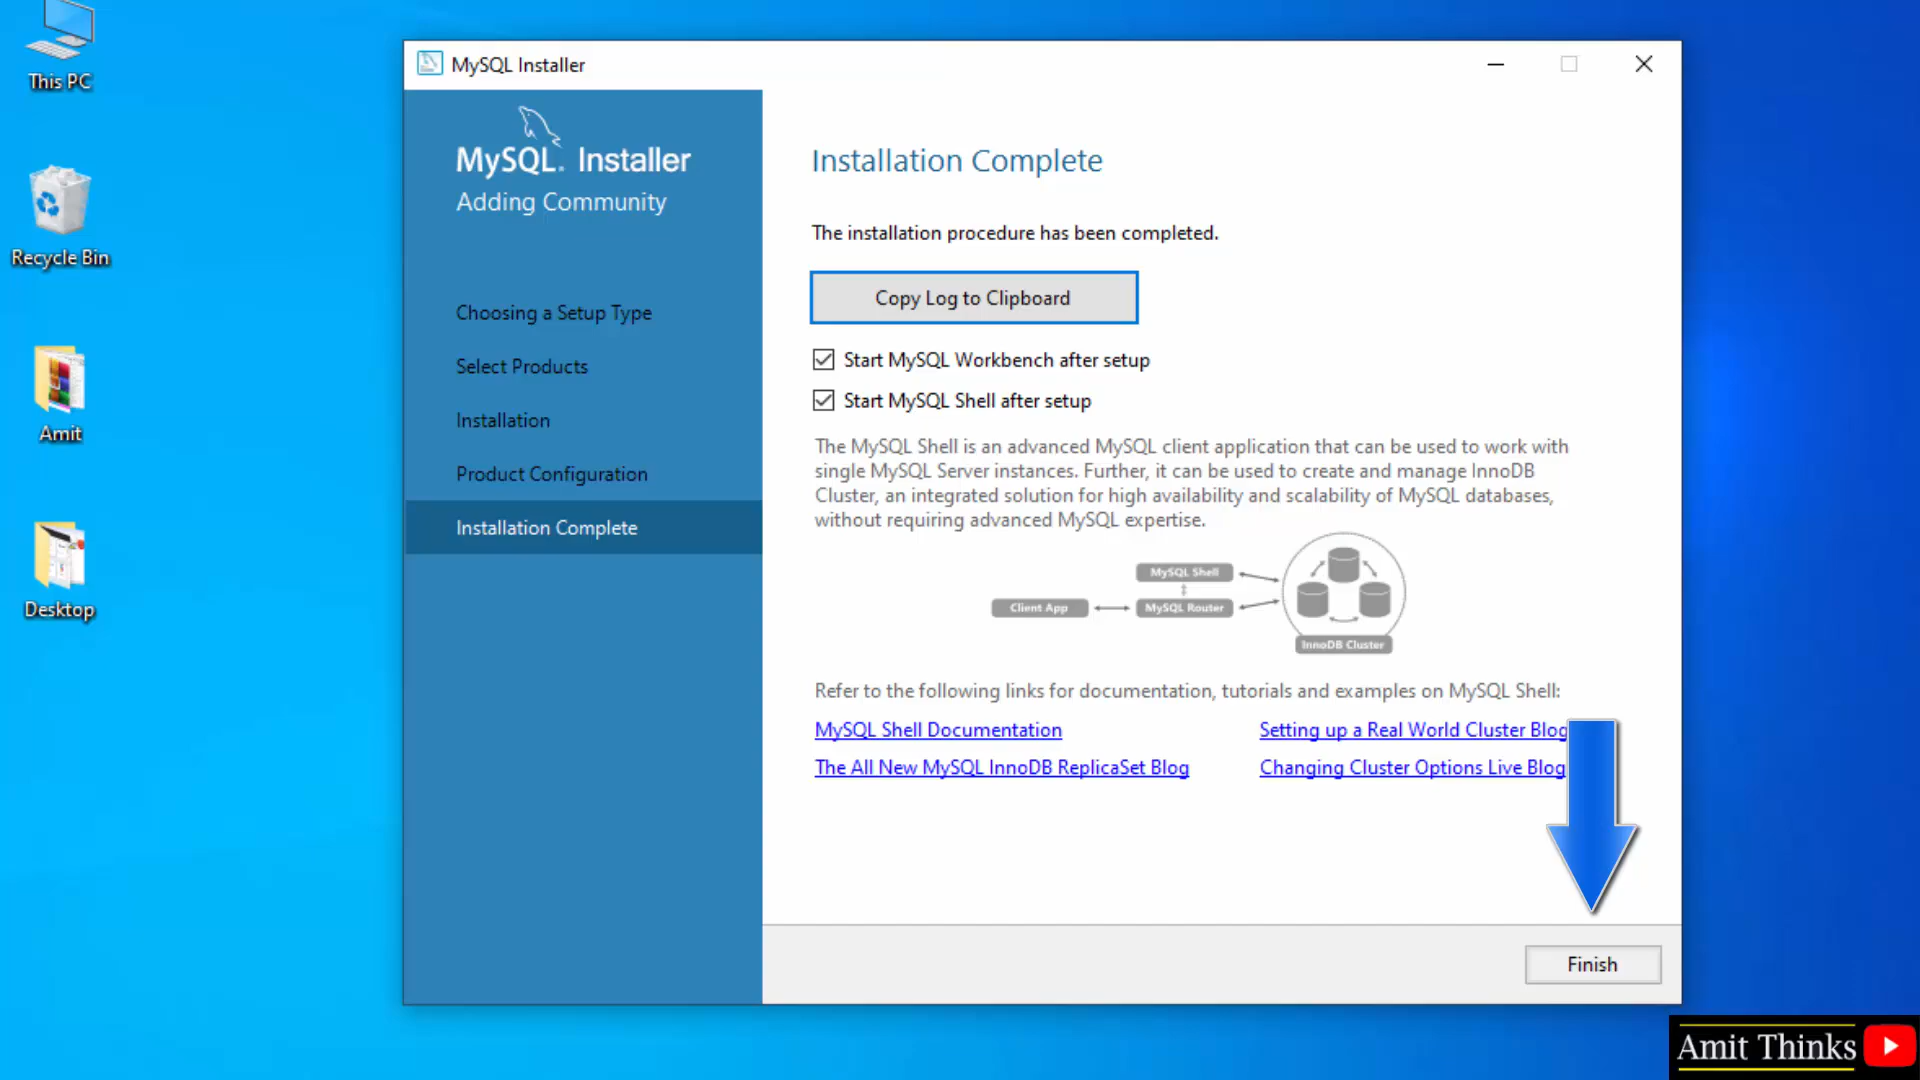 This PC
Recycle Bin
Amit
Desktop
MySQL Installer
MySQL. Installer
Adding Community
Choosing a Setup Type
Select Products
Installation
Product Configuration
Installation Complete
Installation Complete
The installation procedure has been completed.
Copy Log to Clipboard
Start MySQL Workbench after setup
Start MySQL Shell after setup
The MySQL Shell is an advanced MySQL client application that can be used to work with
single MySQL Server instances. Further, it can be used to create and manage InnoDB
Cluster, an integrated solution for high availability and scalability of MySQL databases,
without requiring advanced MySQL expertise.
MySQL Shell
Client App
MySQL Router
InnoDB Cluster
Refer to the following links for documentation, tutorials and examples on MySQL Shell:
MySQL Shell Documentation
Setting up a Real World Cluster Blog
The All New MySQL InnoDB ReplicaSet Blog
Changing Cluster Options Live Blog
Finish
Amit Thinks